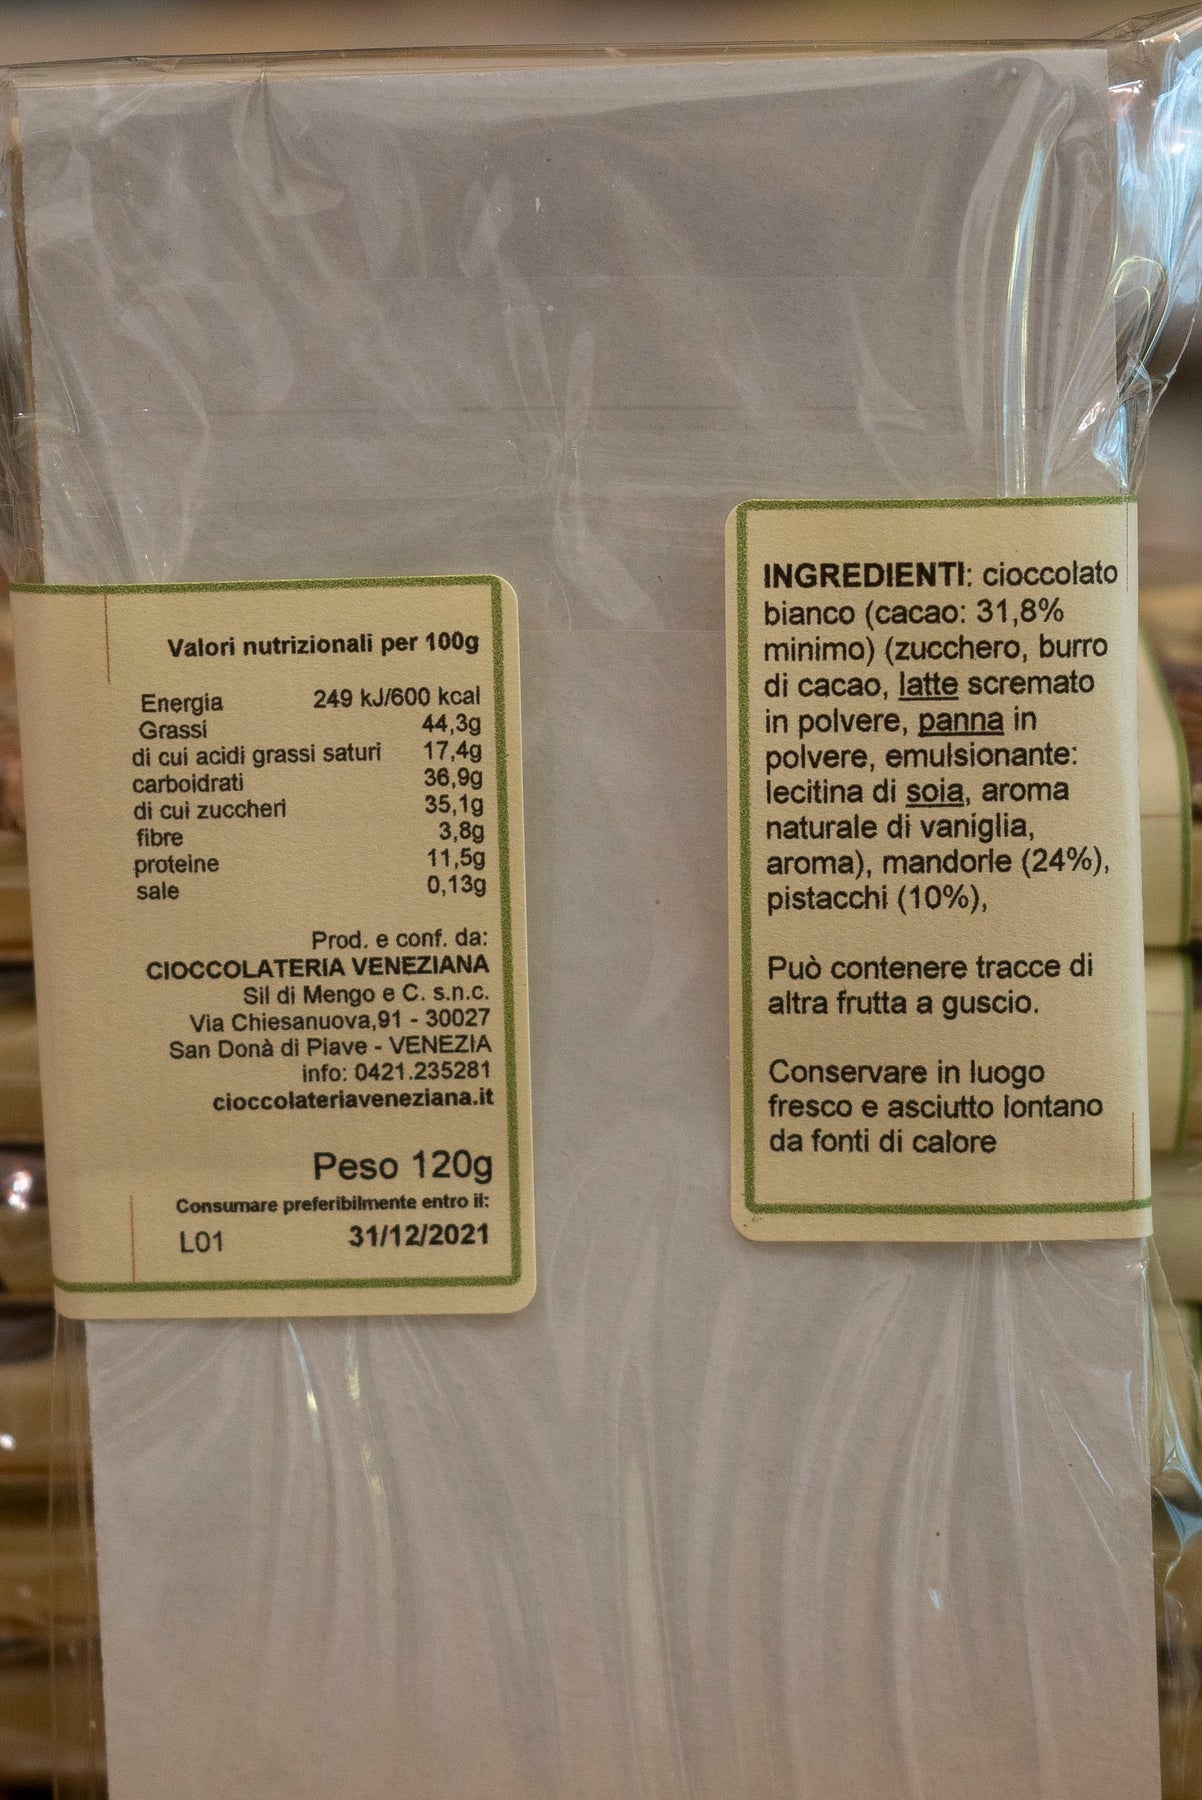 Valori nutrizionali per 100g
Energia 249 kJ/600 kcal
Grassi 44,3g
di cui acidi grassi saturi 17,4g
carboidrati 36,9g
di cui zuccheri 35,1g
fibre 3,8g
proteine 11,5g
sale 0,13g
Prod. e conf. da:
CIOCCOLATERIA VENEZIANA
Sil di Mengo e C. s.n.c.
Via Chiesanuova,91 - 30027
San Donà di Piave - VENEZIA
info: 0421.235281
cioccolateriaveneziana.it
Peso 120g
Consumare preferibilmente entro il:
L01 31/12/2021
INGREDIENTI: cioccolato
bianco (cacao: 31,8%
minimo) (zucchero, burro
di cacao, latte scremato
in polvere, panna in
polvere, emulsionante:
lecitina di soia, aroma
naturale di vaniglia,
aroma), mandorle (24%),
pistacchi (10%),
Può contenere tracce di
altra frutta a guscio.
Conservare in luogo
fresco e asciutto lontano
da fonti di calore